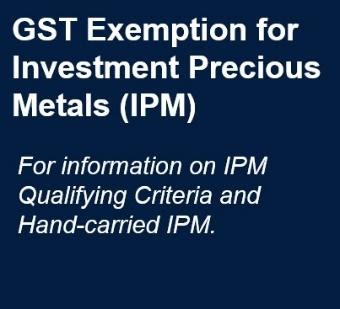 GST Exemption for
Investment Precious
Metals (IPM)
For information on IPM
Qualifying Criteria and
Hand-carried IPM.